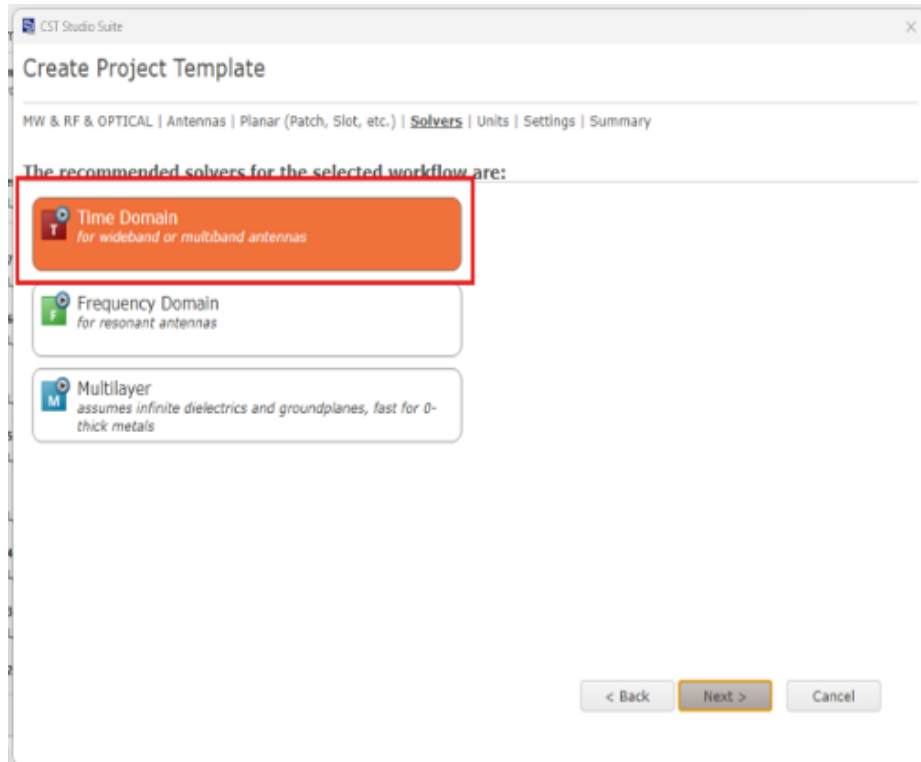 CST Studio Suite
Create Project Template
MW & RF & OPTICAL | Antennas | Planar (Patch, Slot, etc.) | Solvers | Units | Settings | Summary
The recommended solvers for the selected workflow are:
T
Time Domain
for wideband or multiband antennas
F
Frequency Domain
for resonant antennas
M
Multilayer
assumes infinite dielectrics and groundplanes, fast for 0-
thick metals
< Back
Next >
Cancel